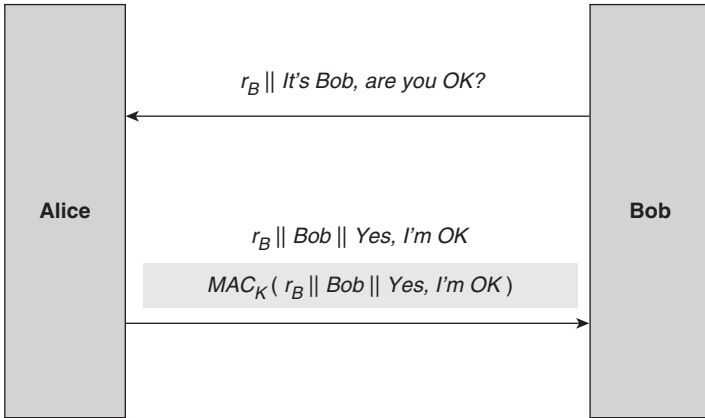 r_B || It's Bob, are you OK?
Alice
Bob
r_B || Bob || Yes, I'm OK
MAC_K ( r_B || Bob || Yes, I'm OK )